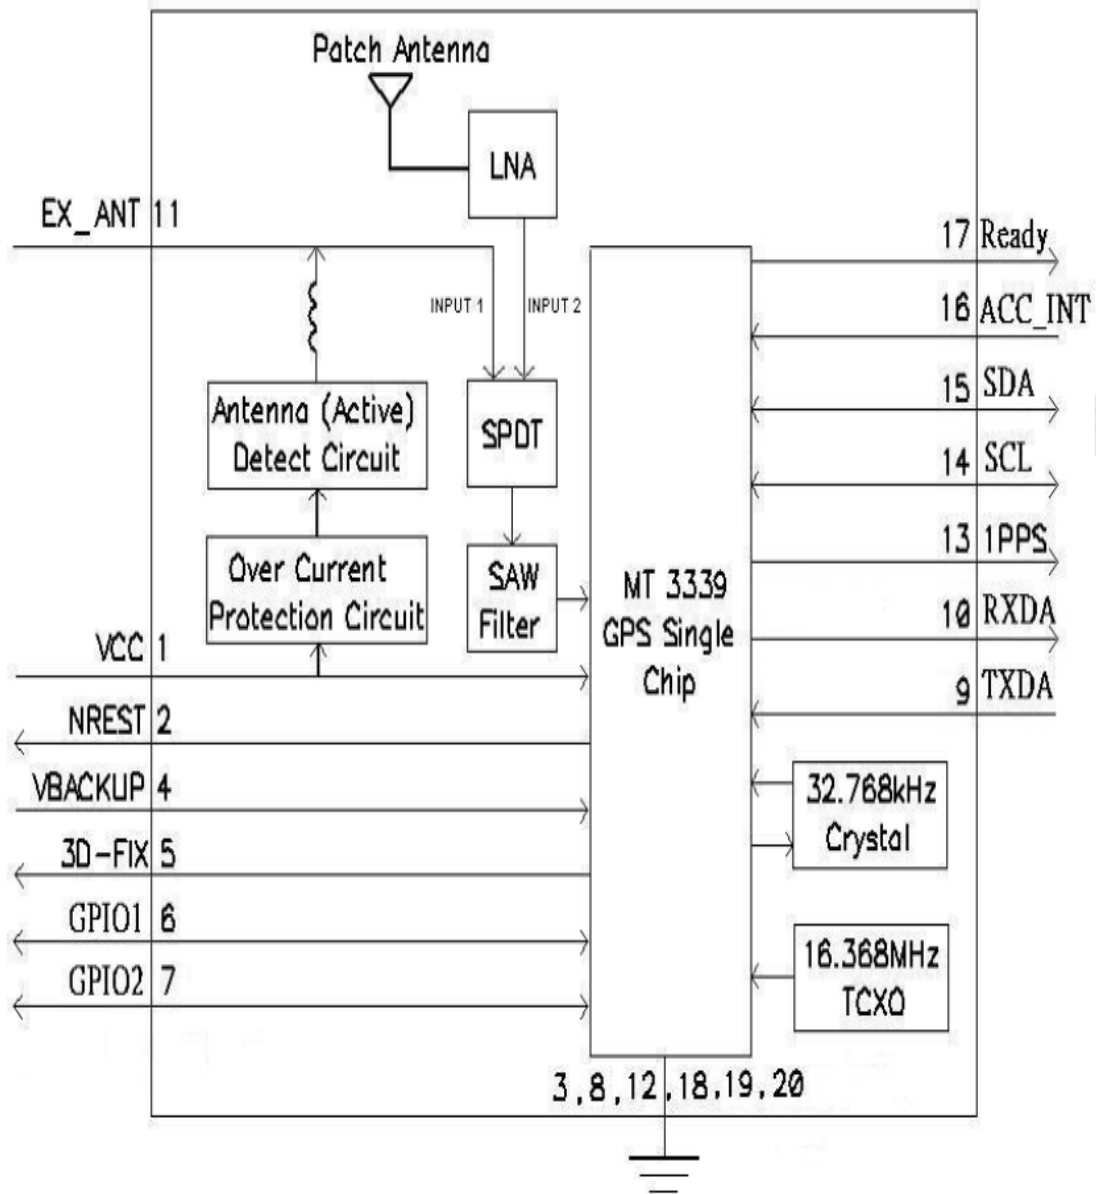 Patch Antenna
LNA
EX_ANT 11
INPUT 1
INPUT 2
Antenna (Active)
Detect Circuit
SPDT
Over Current
Protection Circuit
SAW
Filter
MT 3339
GPS Single
Chip
VCC 1
NREST 2
VBACKUP 4
3D-FIX 5
GPIO1 6
GPIO2 7
17 Ready
16 ACC_INT
15 SDA
14 SCL
13 1PPS
10 RXDA
9 TXDA
32.768kHz
Crystal
16.368MHz
TCXO
3,8,12,18,19,20